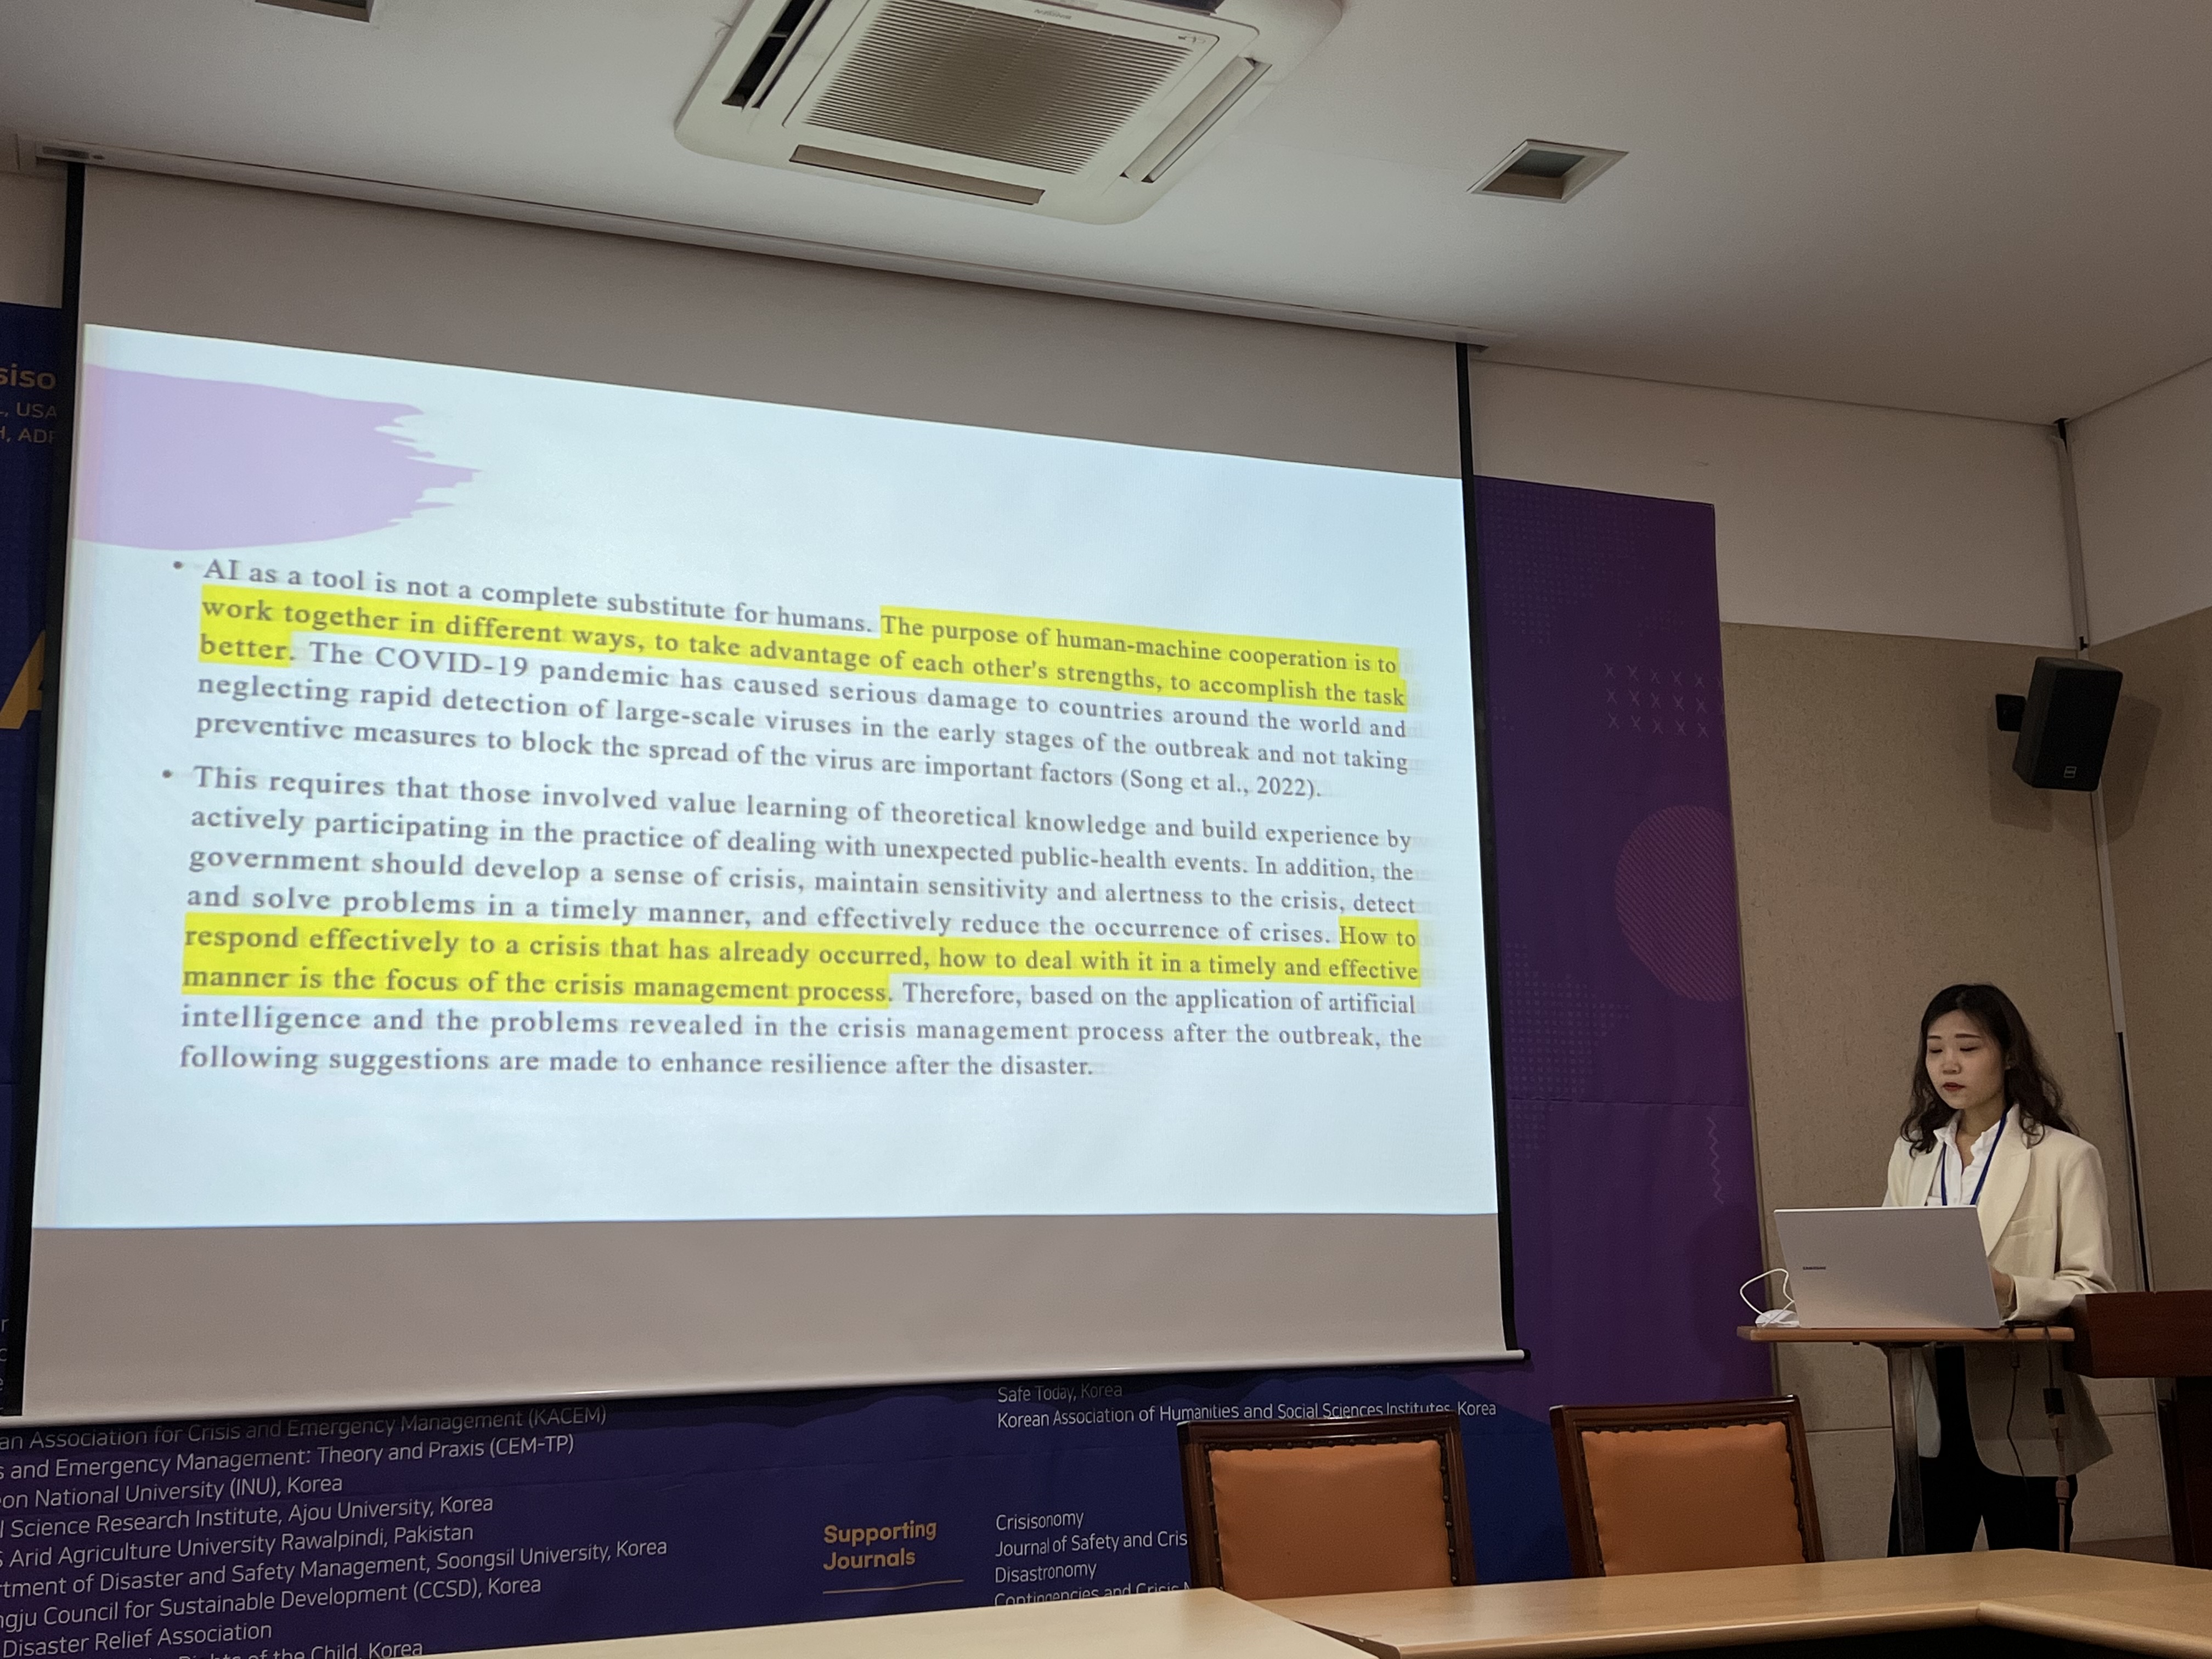 AI as a tool is not a complete substitute for humans. The purpose of human-machine cooperation is to
work together in different ways, to take advantage of each other's strengths, to accomplish the task
better. The COVID-19 pandemic has caused serious damage to countries around the world and
neglecting rapid detection of large-scale viruses in the early stages of the outbreak and not taking
preventive measures to block the spread of the virus are important factors (Song et al., 2022).
This requires that those involved value learning of theoretical knowledge and build experience by
actively participating in the practice of dealing with unexpected public-health events. In addition, the
government should develop a sense of crisis, maintain sensitivity and alertness to the crisis, detect
and solve problems in a timely manner, and effectively reduce the occurrence of crises. How to
respond effectively to a crisis that has already occurred, how to deal with it in a timely and effective
manner is the focus of the crisis management process. Therefore, based on the application of artificial
intelligence and the problems revealed in the crisis management process after the outbreak, the
following suggestions are made to enhance resilience after the disaster.
siso
, USA
, ADF
A
an Association for Crisis and Emergency Management (KACEM)
s and Emergency Management: Theory and Praxis (CEM-TP)
on National University (INU), Korea
l Science Research Institute, Ajou University, Korea
S Arid Agriculture University Rawalpindi, Pakistan
rtment of Disaster and Safety Management, Soongsil University, Korea
ngju Council for Sustainable Development (CCSD), Korea
Disaster Relief Association
of the Child, Korea
Safe Today, Korea
Korean Association of Humanities and Social Sciences Institutes, Korea
Supporting
Journals
Crisisonomy
Journal of Safety and Cris
Disastronomy
Contingencies and Crisis
SAMSUNG